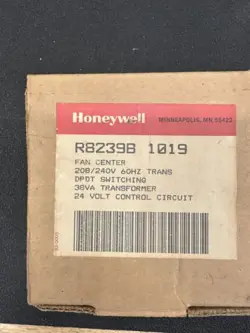 Honeywell MINNEAPOLIS, MN 55422
R8239B 1019
FAN CENTER
208/240V 60HZ TRANS
DPDT SWITCHING
38VA TRANSFORMER
24 VOLT CONTROL CIRCUIT